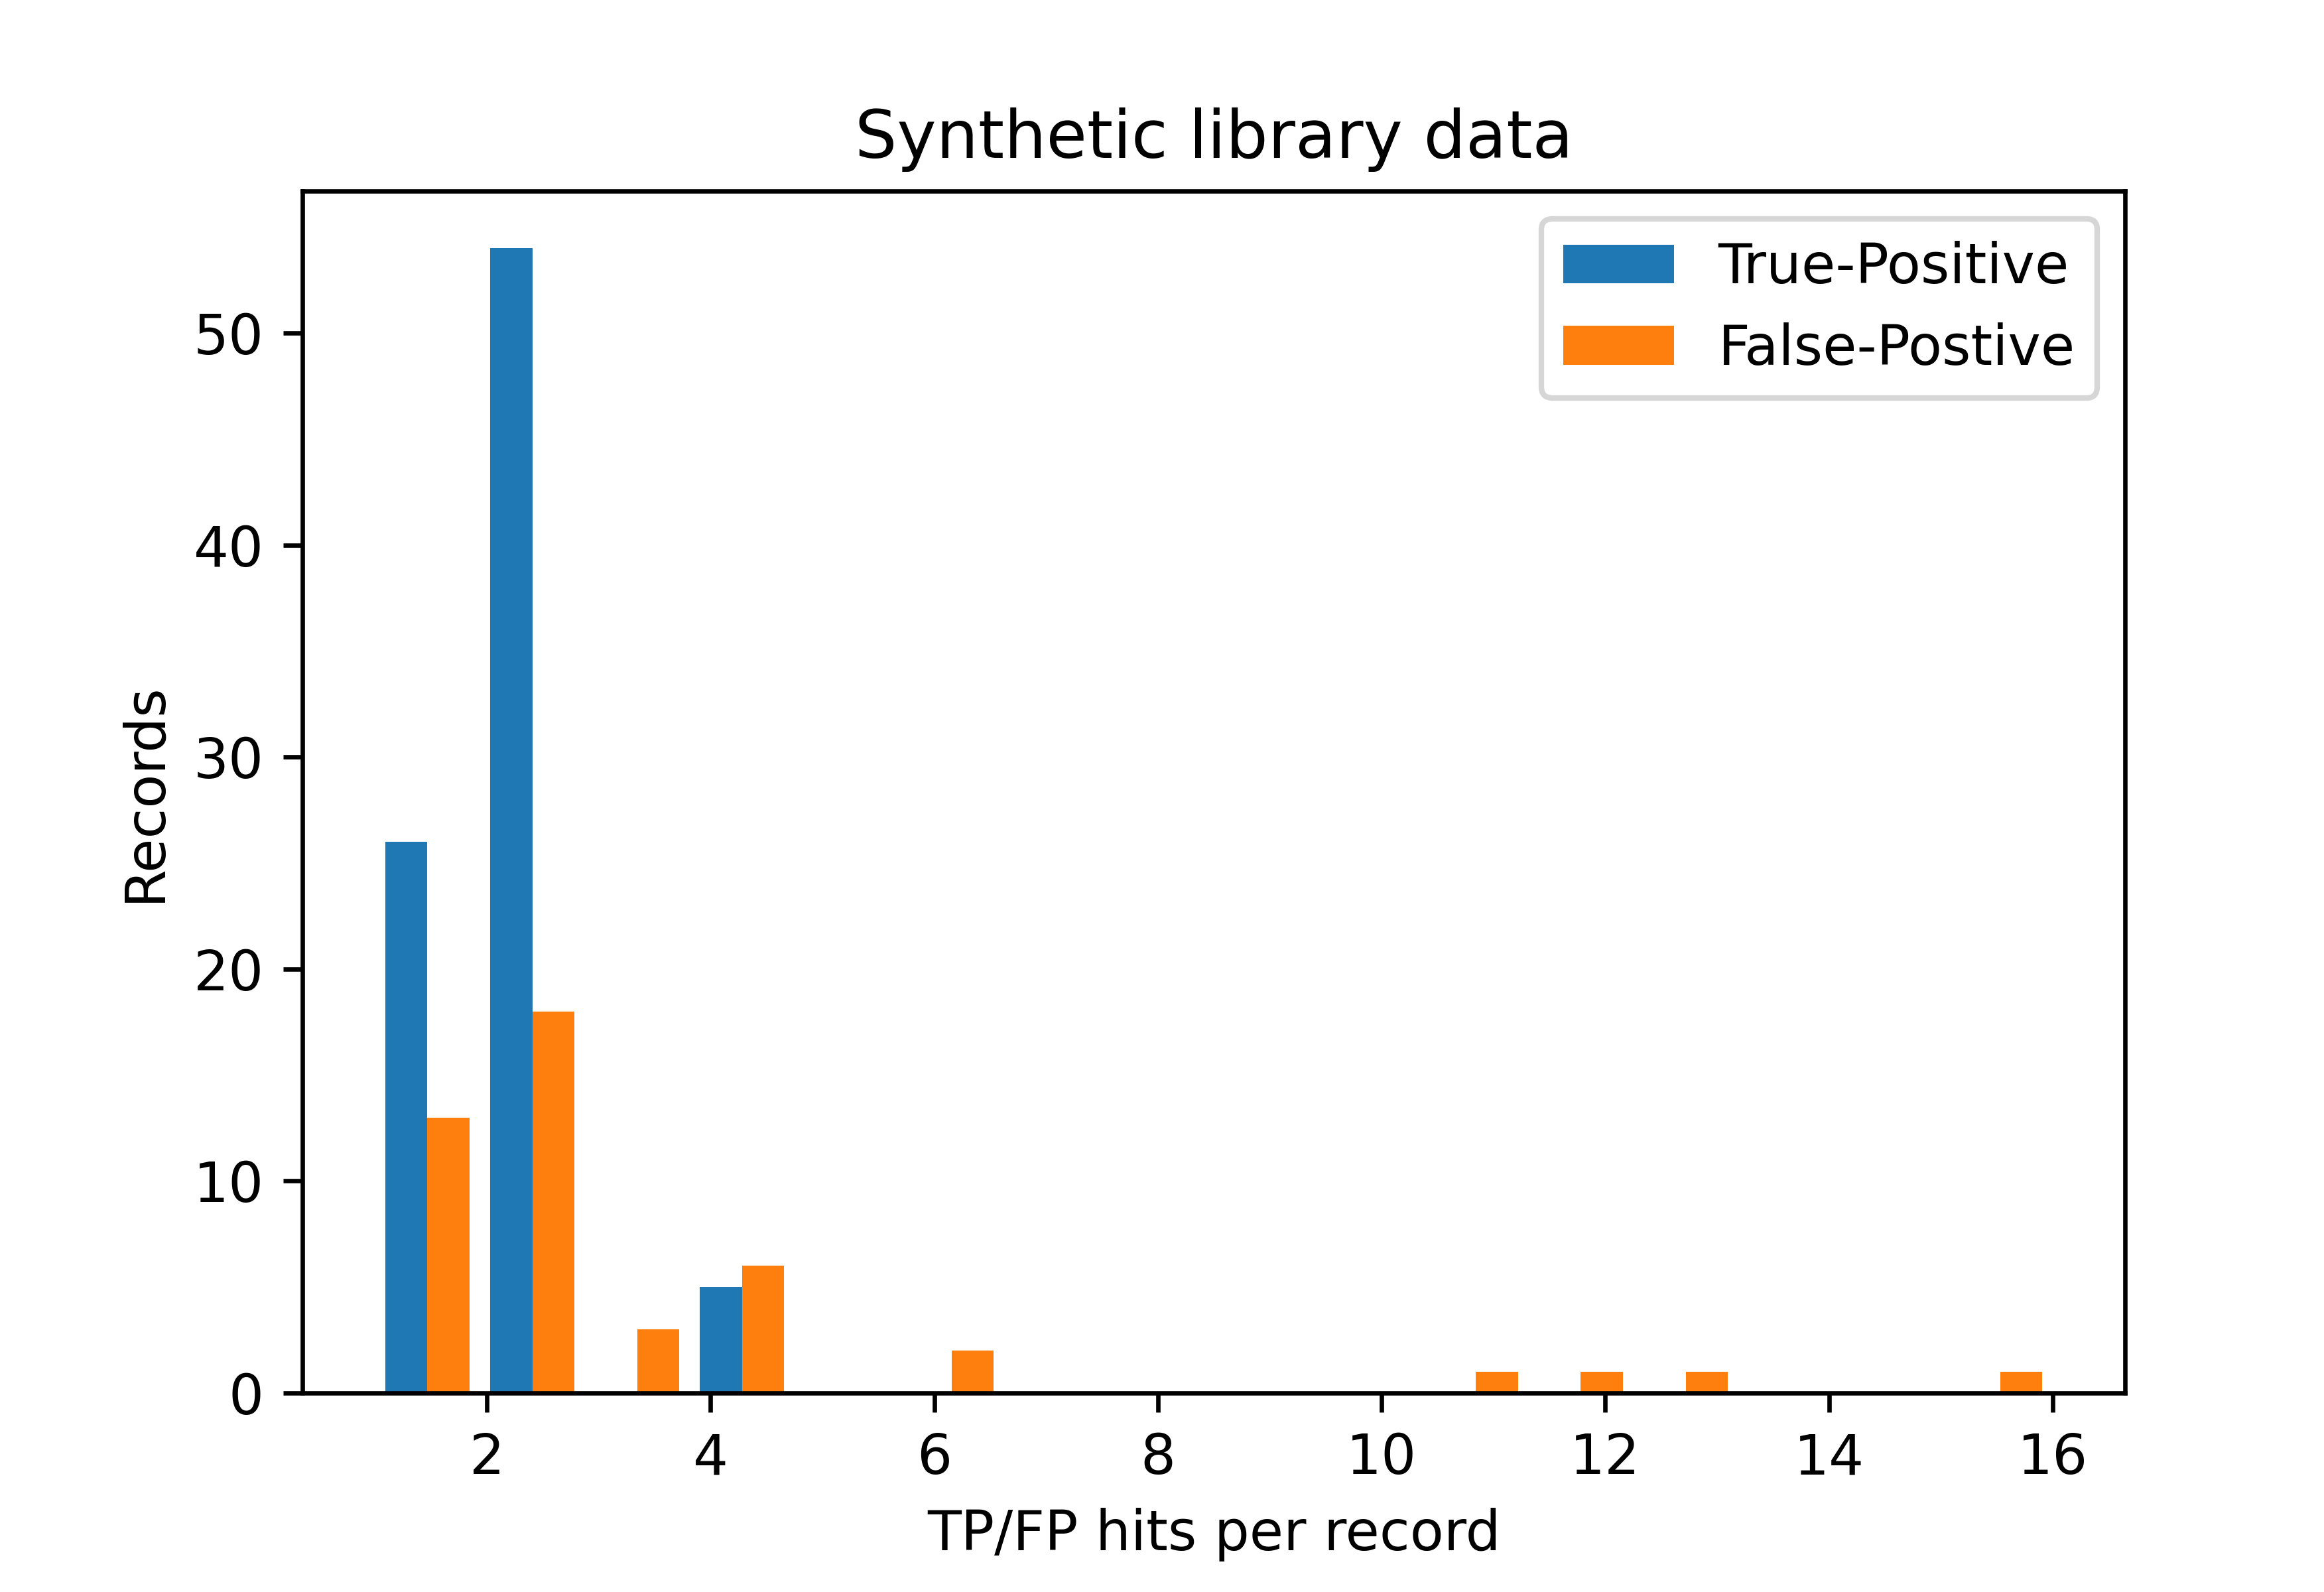 Synthetic library data
True-Positive
False-Postive
50
40
30
20
10
0
Records
2 4 6 8 10 12 14 16
TP/FP hits per record